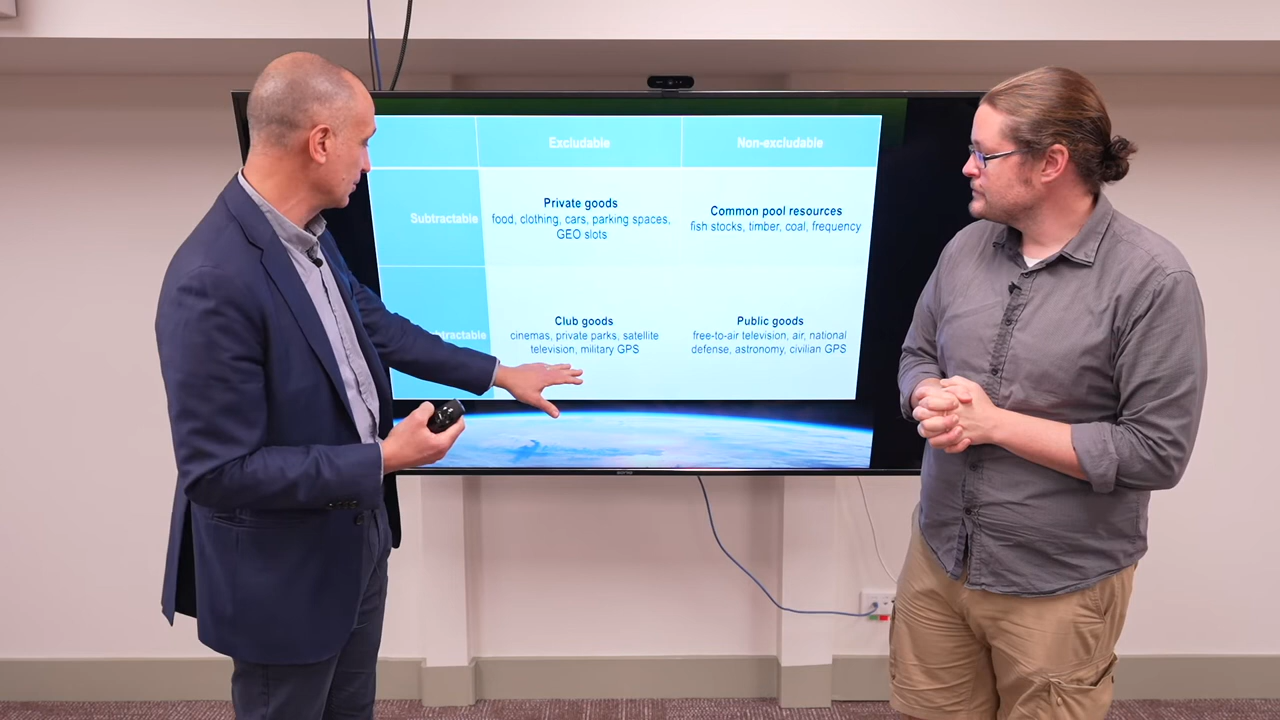 Excludable
Non-excludable
Subtractable
Private goods
food, clothing, cars, parking spaces,
GEO slots
Common pool resources
fish stocks, timber, coal, frequency
tractable
Club goods
cinemas, private parks, satellite
television, military GPS
Public goods
free-to-air television, air, national
defense, astronomy, civilian GPS